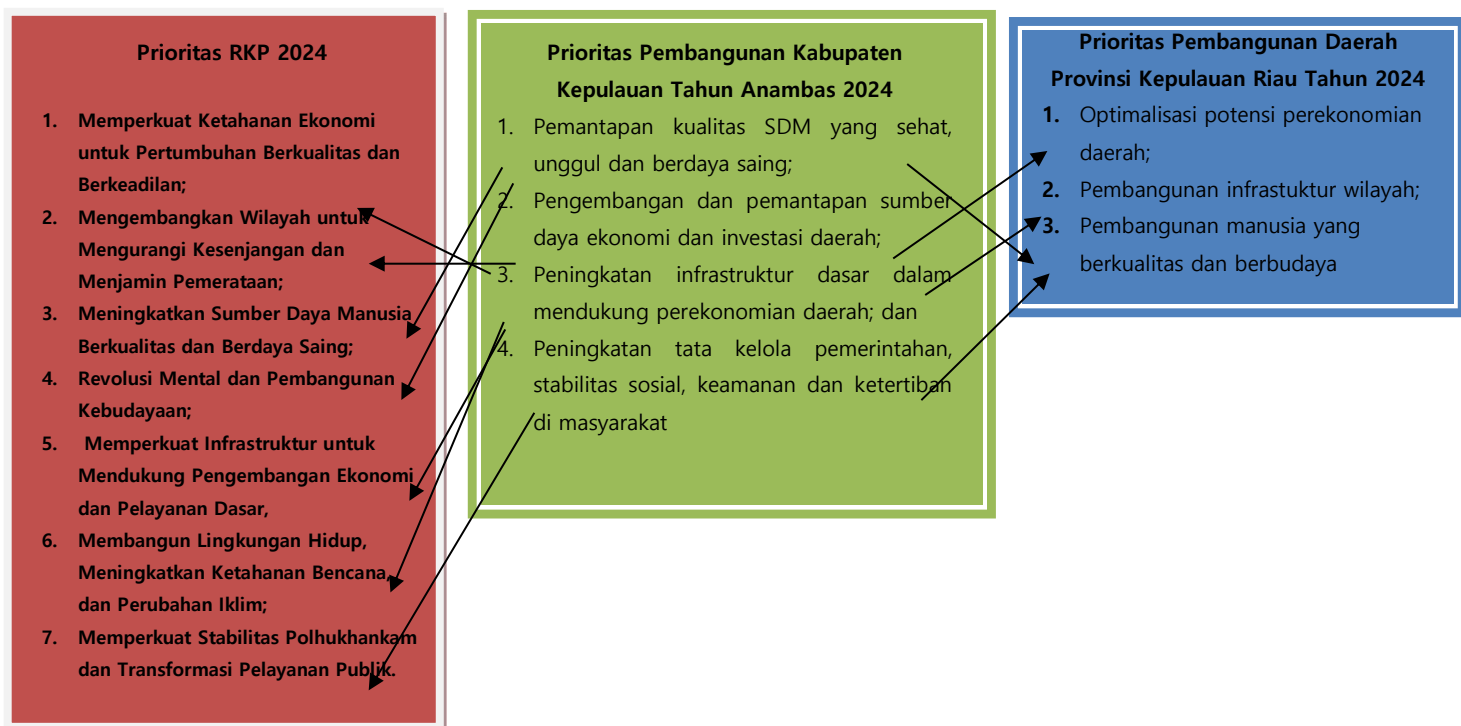 Prioritas RKP 2024
1. Memperkuat Ketahanan Ekonomi
untuk Pertumbuhan Berkualitas dan
Berkeadilan;
2. Mengembangkan Wilayah untuk
Mengurangi Kesenjangan dan
Menjamin Pemerataan;
3. Meningkatkan Sumber Daya Manusia
Berkualitas dan Berdaya Saing;
4. Revolusi Mental dan Pembangunan
Kebudayaan;
5. Memperkuat Infrastruktur untuk
Mendukung Pengembangan Ekonomi
dan Pelayanan Dasar,
6. Membangun Lingkungan Hidup,
Meningkatkan Ketahanan Bencana,
dan Perubahan Iklim;
7. Memperkuat Stabilitas Polhukhankam
dan Transformasi Pelayanan Publik.
Prioritas Pembangunan Kabupaten
Kepulauan Tahun Anambas 2024
1. Pemantapan kualitas SDM yang sehat,
unggul dan berdaya saing;
2. Pengembangan dan pemantapan sumber
daya ekonomi dan investasi daerah;
3. Peningkatan infrastruktur dasar dalam
mendukung perekonomian daerah; dan
4. Peningkatan tata kelola pemerintahan,
stabilitas sosial, keamanan dan ketertiban
di masyarakat
Prioritas Pembangunan Daerah
Provinsi Kepulauan Riau Tahun 2024
1. Optimalisasi potensi perekonomian
daerah;
2. Pembangunan infrastuktur wilayah;
3. Pembangunan manusia yang
berkualitas dan berbudaya